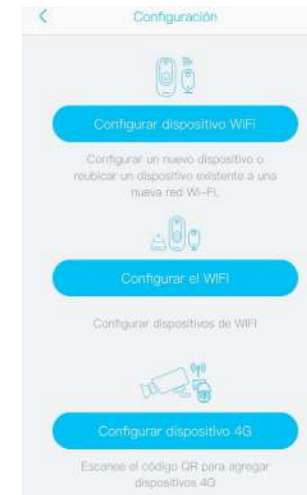 Configuración
Configurar dispositivo WiFi
Configurar un nuevo dispositivo o
reubicar un dispositivo existente a una
nueva red Wi-Fi.
Configurar el WIFI
Configurar dispositivos de WIFI
Configurar dispositivo 4G
Escanee el código QR para agregar
dispositivos 4G